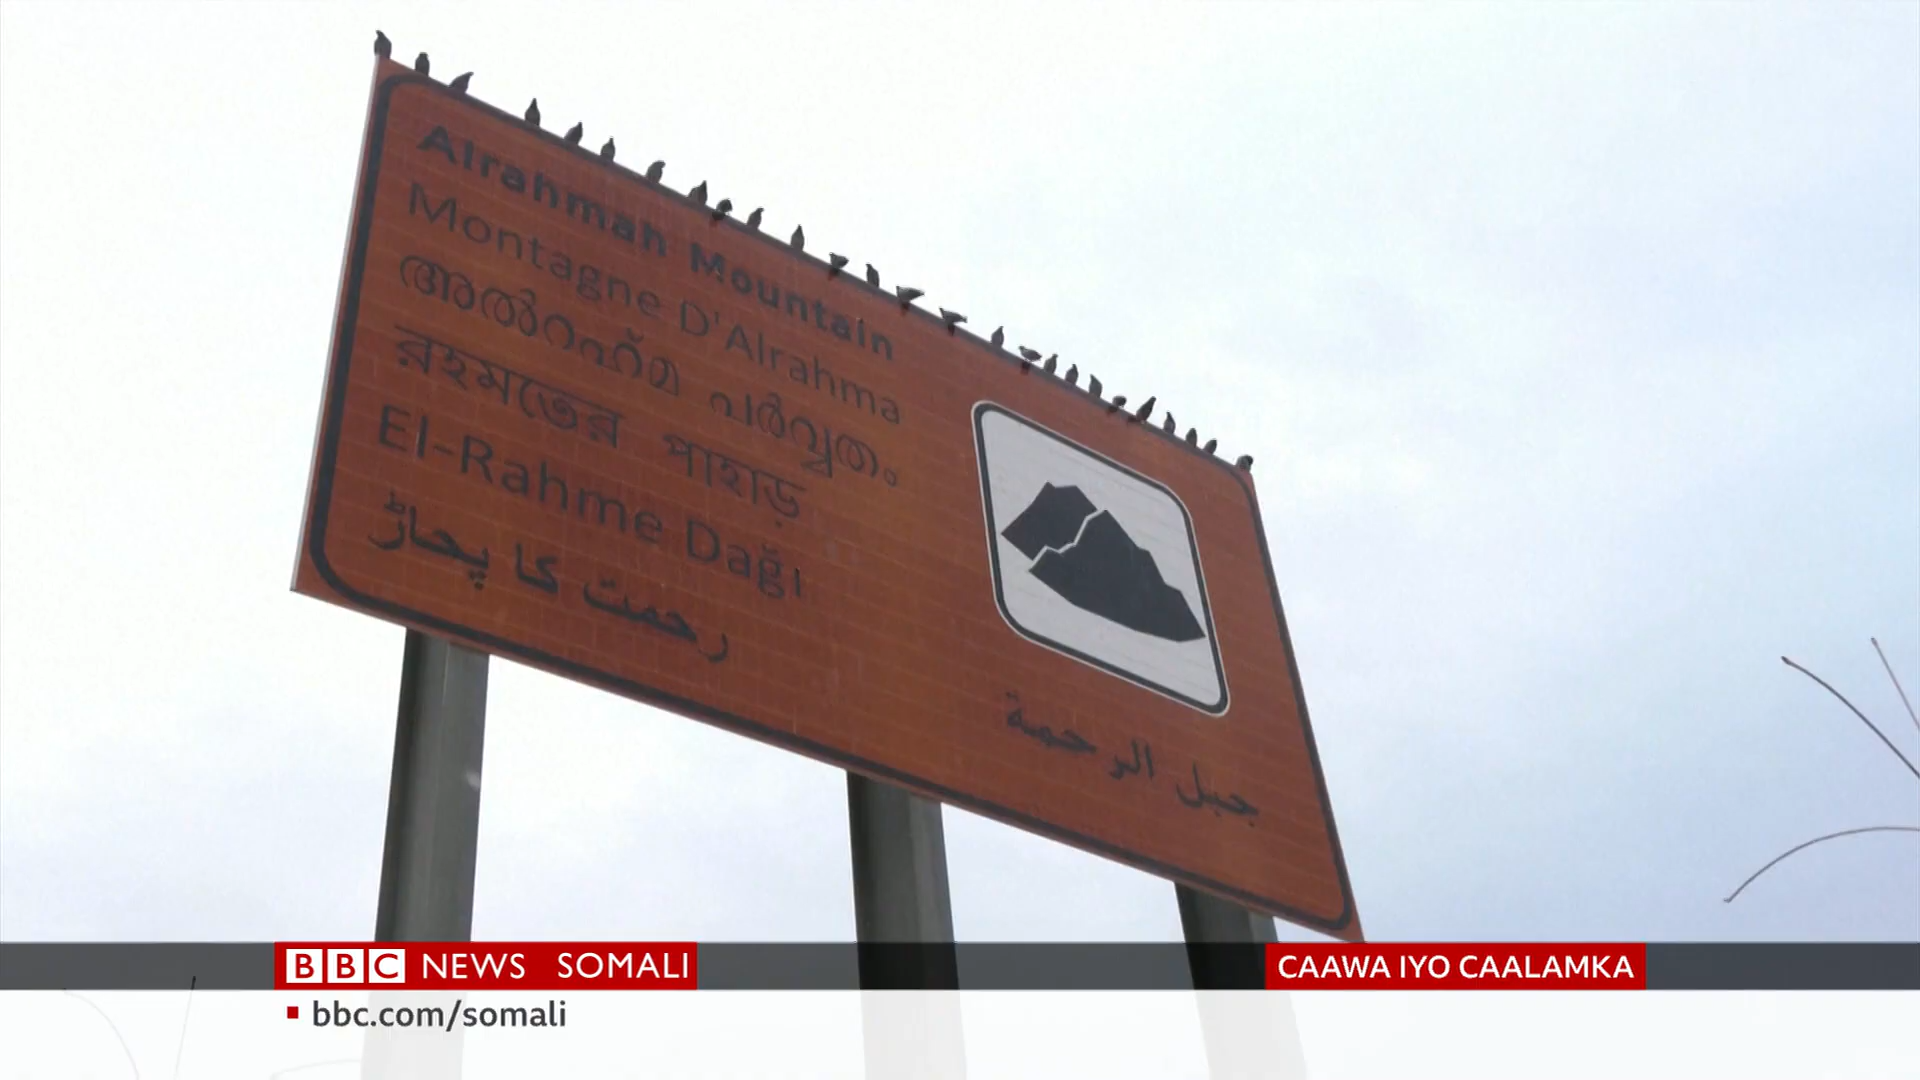 Alrahmah Mountain
Montagne D'Alrahma
അൽറഹ്മ പർവ്വതം
রহমতের পাহাড়
El-Rahme Dağı
رحمت کا پحاڑ
جبل الرحمة
BBC NEWS SOMALI
CAAWA IYO CAALAMKA
bbc.com/somali